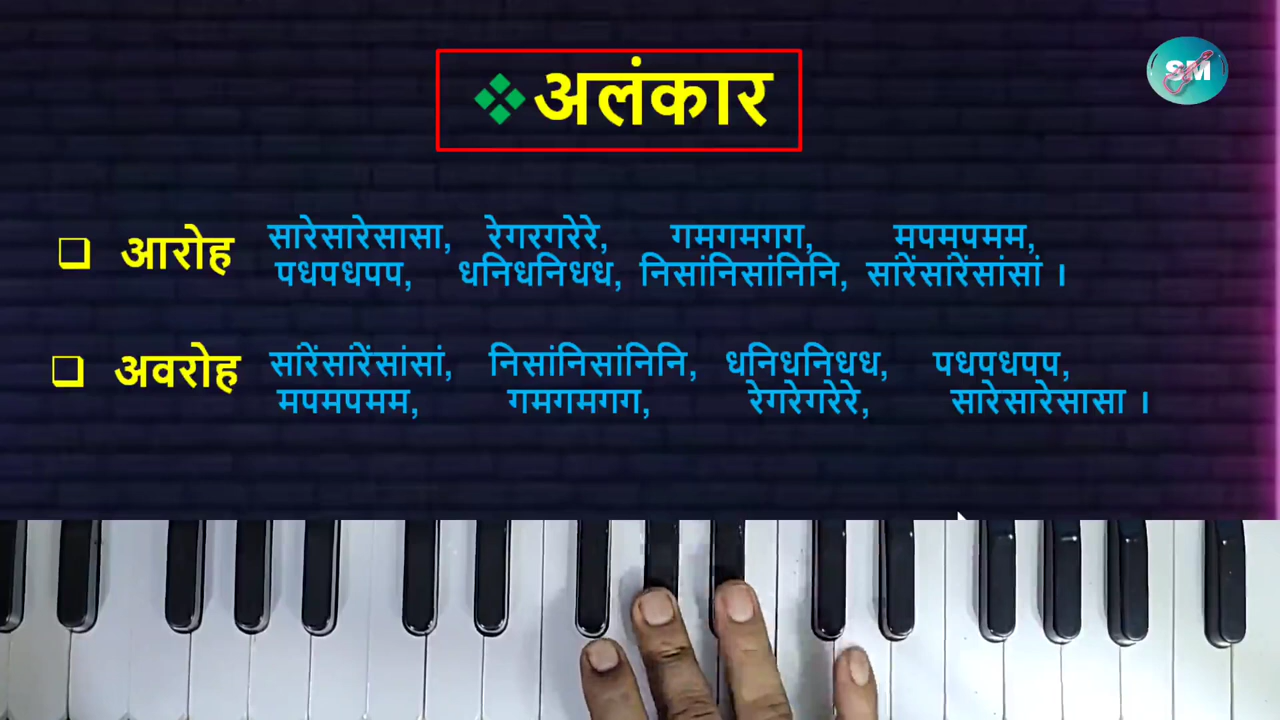 अलंकार
SM
आरोह सारेसारेसासा, रेगरगरेरे, गमगमगग, मपमपमम,
पधपधपप, धनिधनिधध, निसांनिसांनिनि, सांरेंसांरेंसांसां ।
अवरोह सांरेंसांरेंसांसां, निसांनिसांनिनि, धनिधनिधध, पधपधपप,
मपमपमम, गमगमगग, रेगरेगरेरे, सारेसारेसासा ।